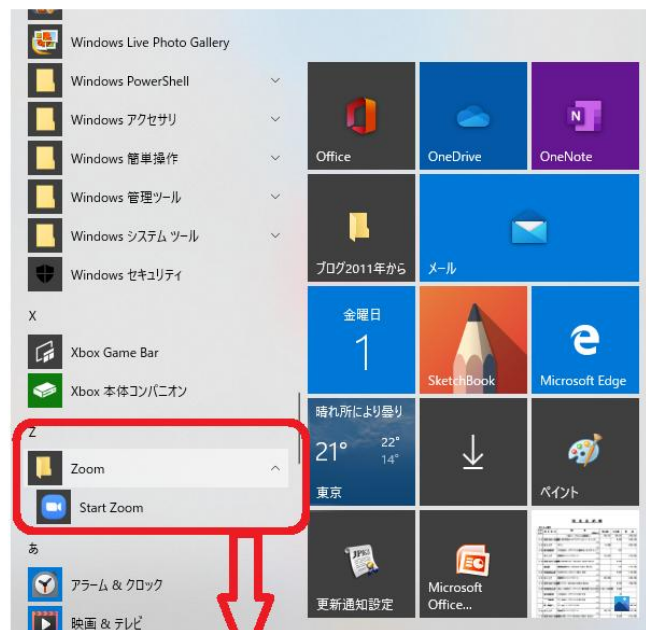 Windows Live Photo Gallery
Windows PowerShell
Windows アクセサリ
Windows 簡単操作
Windows 管理ツール
Windows システム ツール
Windows セキュリティ
X
Xbox Game Bar
Xbox 本体コンパニオン
Z
Zoom
Start Zoom
あ
アラーム & クロック
映画 & テレビ
Office
OneDrive
N
OneNote
ブログ2011年から
メール
金曜日
1
SketchBook
Microsoft Edge
晴れ所により曇り
21° 22°
14°
東京
ペイント
JPKI
更新通知設定
Microsoft
Office...